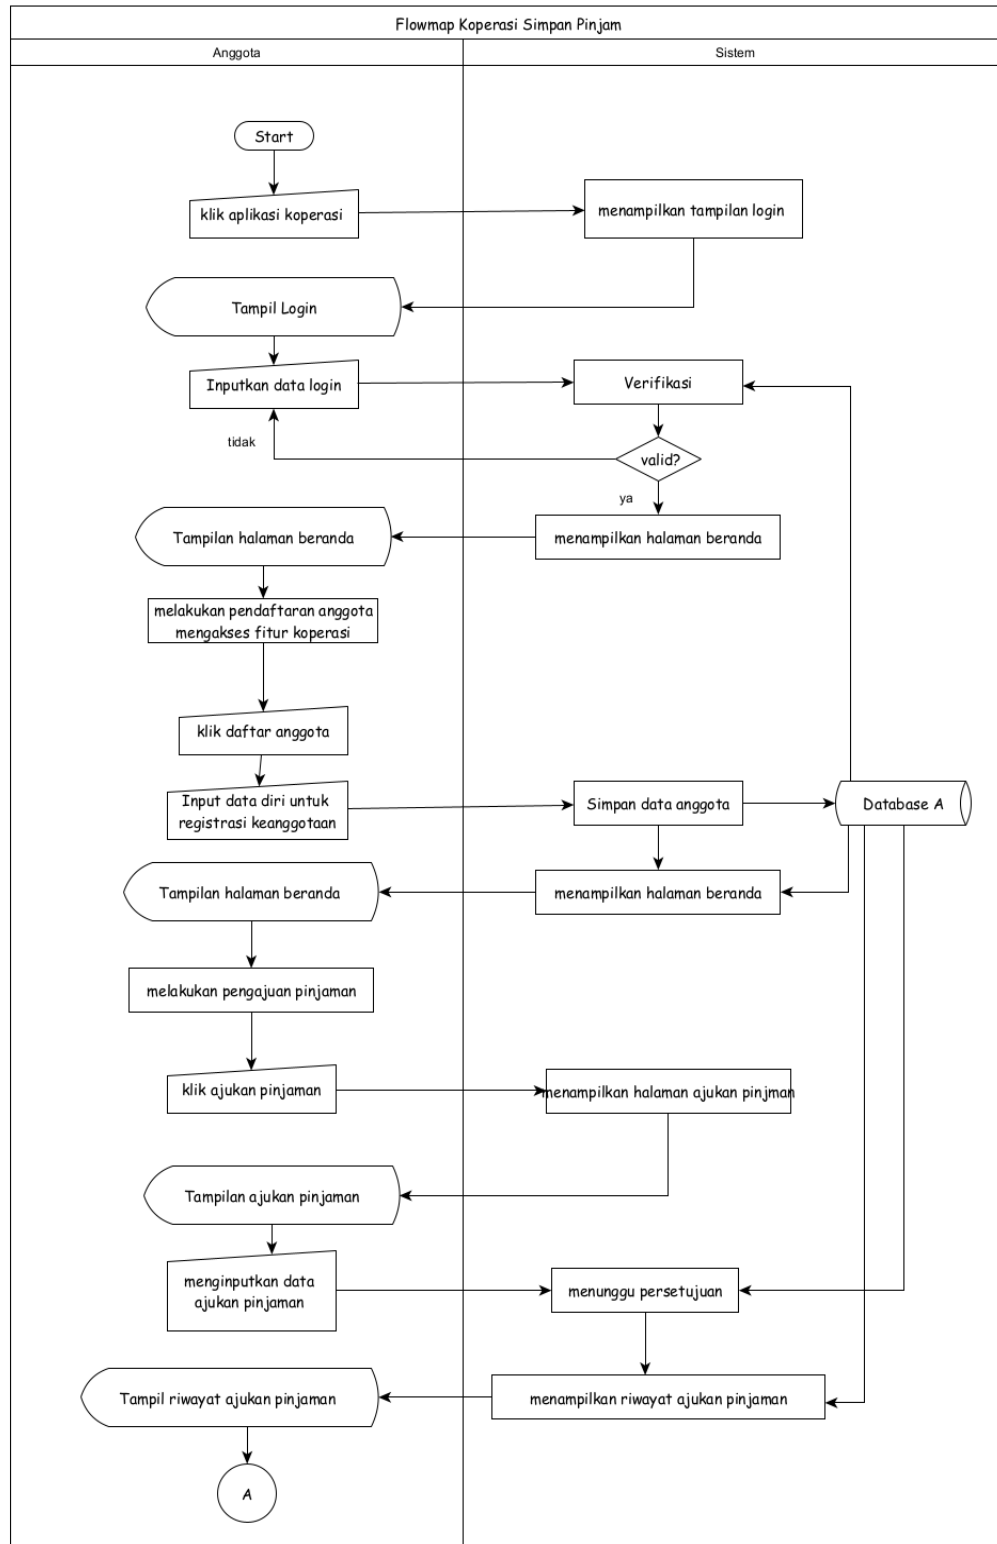 Flowmap Koperasi Simpan Pinjam
Anggota
Sistem
Start
klik aplikasi koperasi
menampilkan tampilan login
Tampil Login
Inputkan data login
Verifikasi
tidak
valid?
ya
Tampilan halaman beranda
menampilkan halaman beranda
melakukan pendaftaran anggota
mengakses fitur koperasi
klik daftar anggota
Input data diri untuk
registrasi keanggotaan
Simpan data anggota
Database A
Tampilan halaman beranda
menampilkan halaman beranda
melakukan pengajuan pinjaman
klik ajukan pinjaman
menampilkan halaman ajukan pinjman
Tampilan ajukan pinjaman
menginputkan data
ajukan pinjaman
menunggu persetujuan
Tampil riwayat ajukan pinjaman
menampilkan riwayat ajukan pinjaman
A